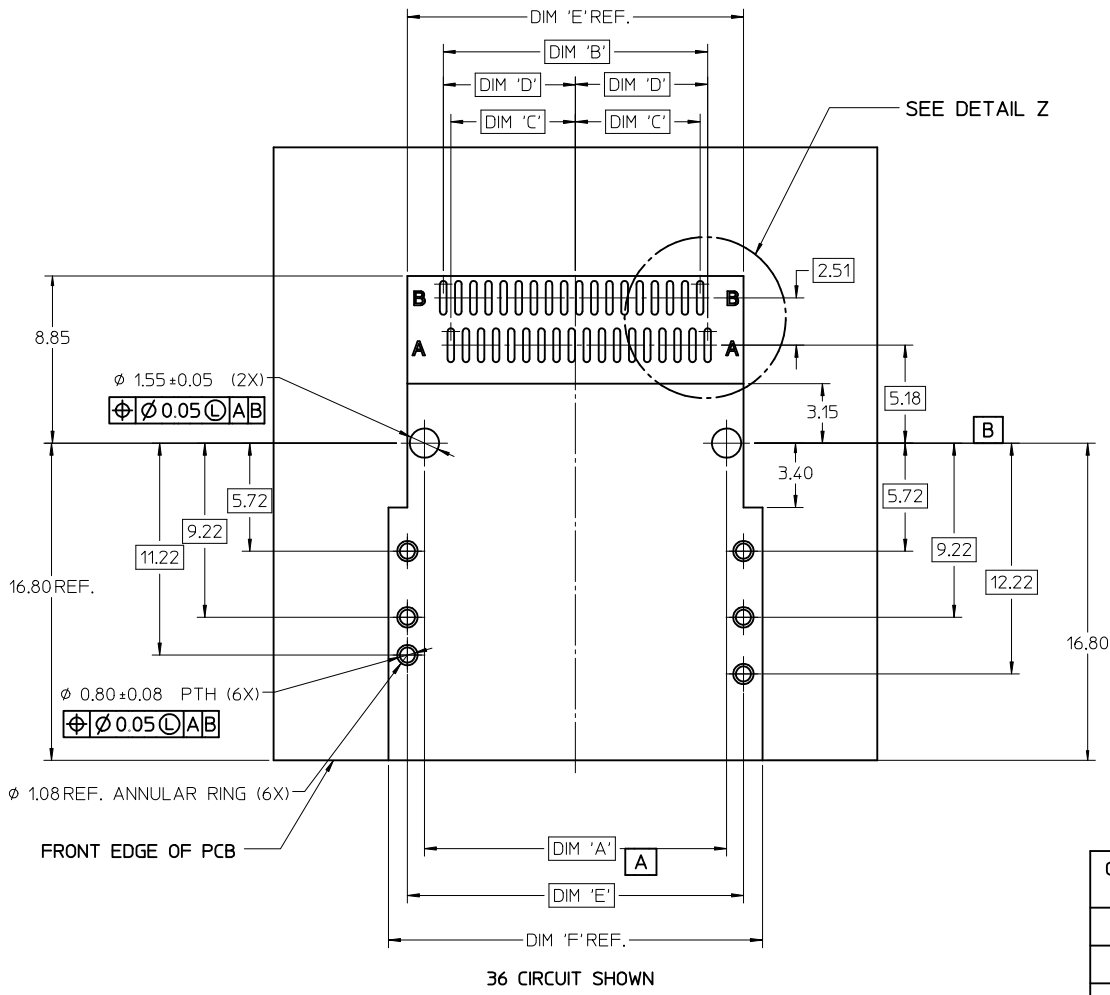 DIM 'E' REF.
DIM 'B'
DIM 'D' DIM 'D'
DIM 'C' DIM 'C'
SEE DETAIL Z
2.51
B B
A A
8.85
⌀ 1.55 ±0.05 (2X)
⌖ ⌀ 0.05 Ⓛ A B
3.15
5.18
B
3.40
5.72
9.22
11.22
5.72
9.22
12.22
16.80 REF.
16.80
⌀ 0.80 ±0.08 PTH (6X)
⌖ ⌀ 0.05 Ⓛ A B
⌀ 1.08 REF. ANNULAR RING (6X)
FRONT EDGE OF PCB
DIM 'A'
A
DIM 'E'
DIM 'F' REF.
36 CIRCUIT SHOWN